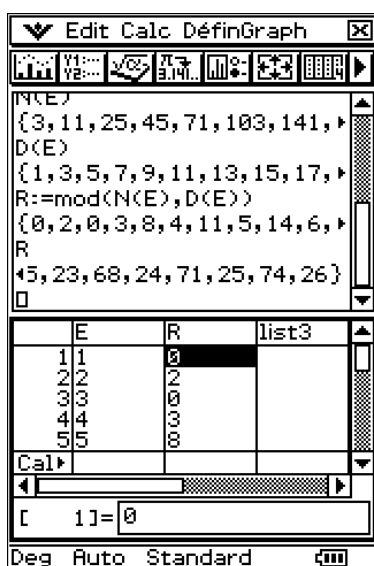 Edit Calc DéfinGraph
N(E)
{3,11,25,45,71,103,141,
D(E)
{1,3,5,7,9,11,13,15,17,
R:=mod(N(E),D(E))
{0,2,0,3,8,4,11,5,14,6,
R
5,23,68,24,71,25,74,26}
E R list3
1 1 0
2 2 2
3 3 0
4 4 3
5 5 8
Cal
[ 1]= 0
Deg Auto Standard